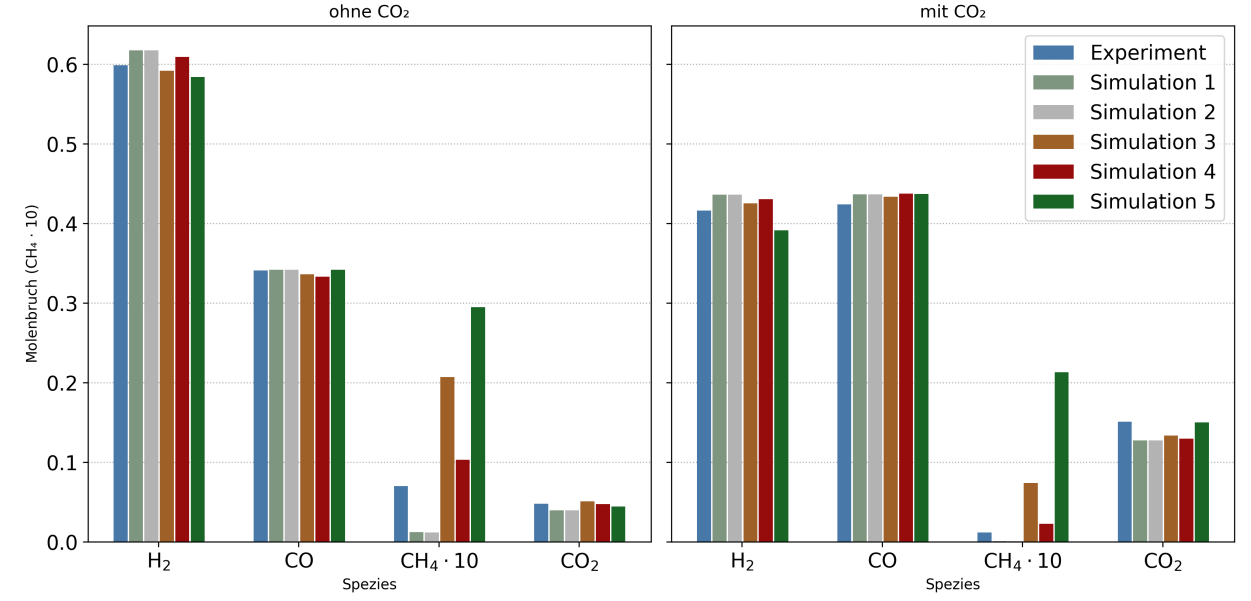 ohne CO₂
mit CO₂
Molenbruch (CH₄ · 10)
0.6
0.5
0.4
0.3
0.2
0.1
0.0
H₂ CO CH₄ · 10 CO₂
Spezies
H₂ CO CH₄ · 10 CO₂
Spezies
Experiment
Simulation 1
Simulation 2
Simulation 3
Simulation 4
Simulation 5